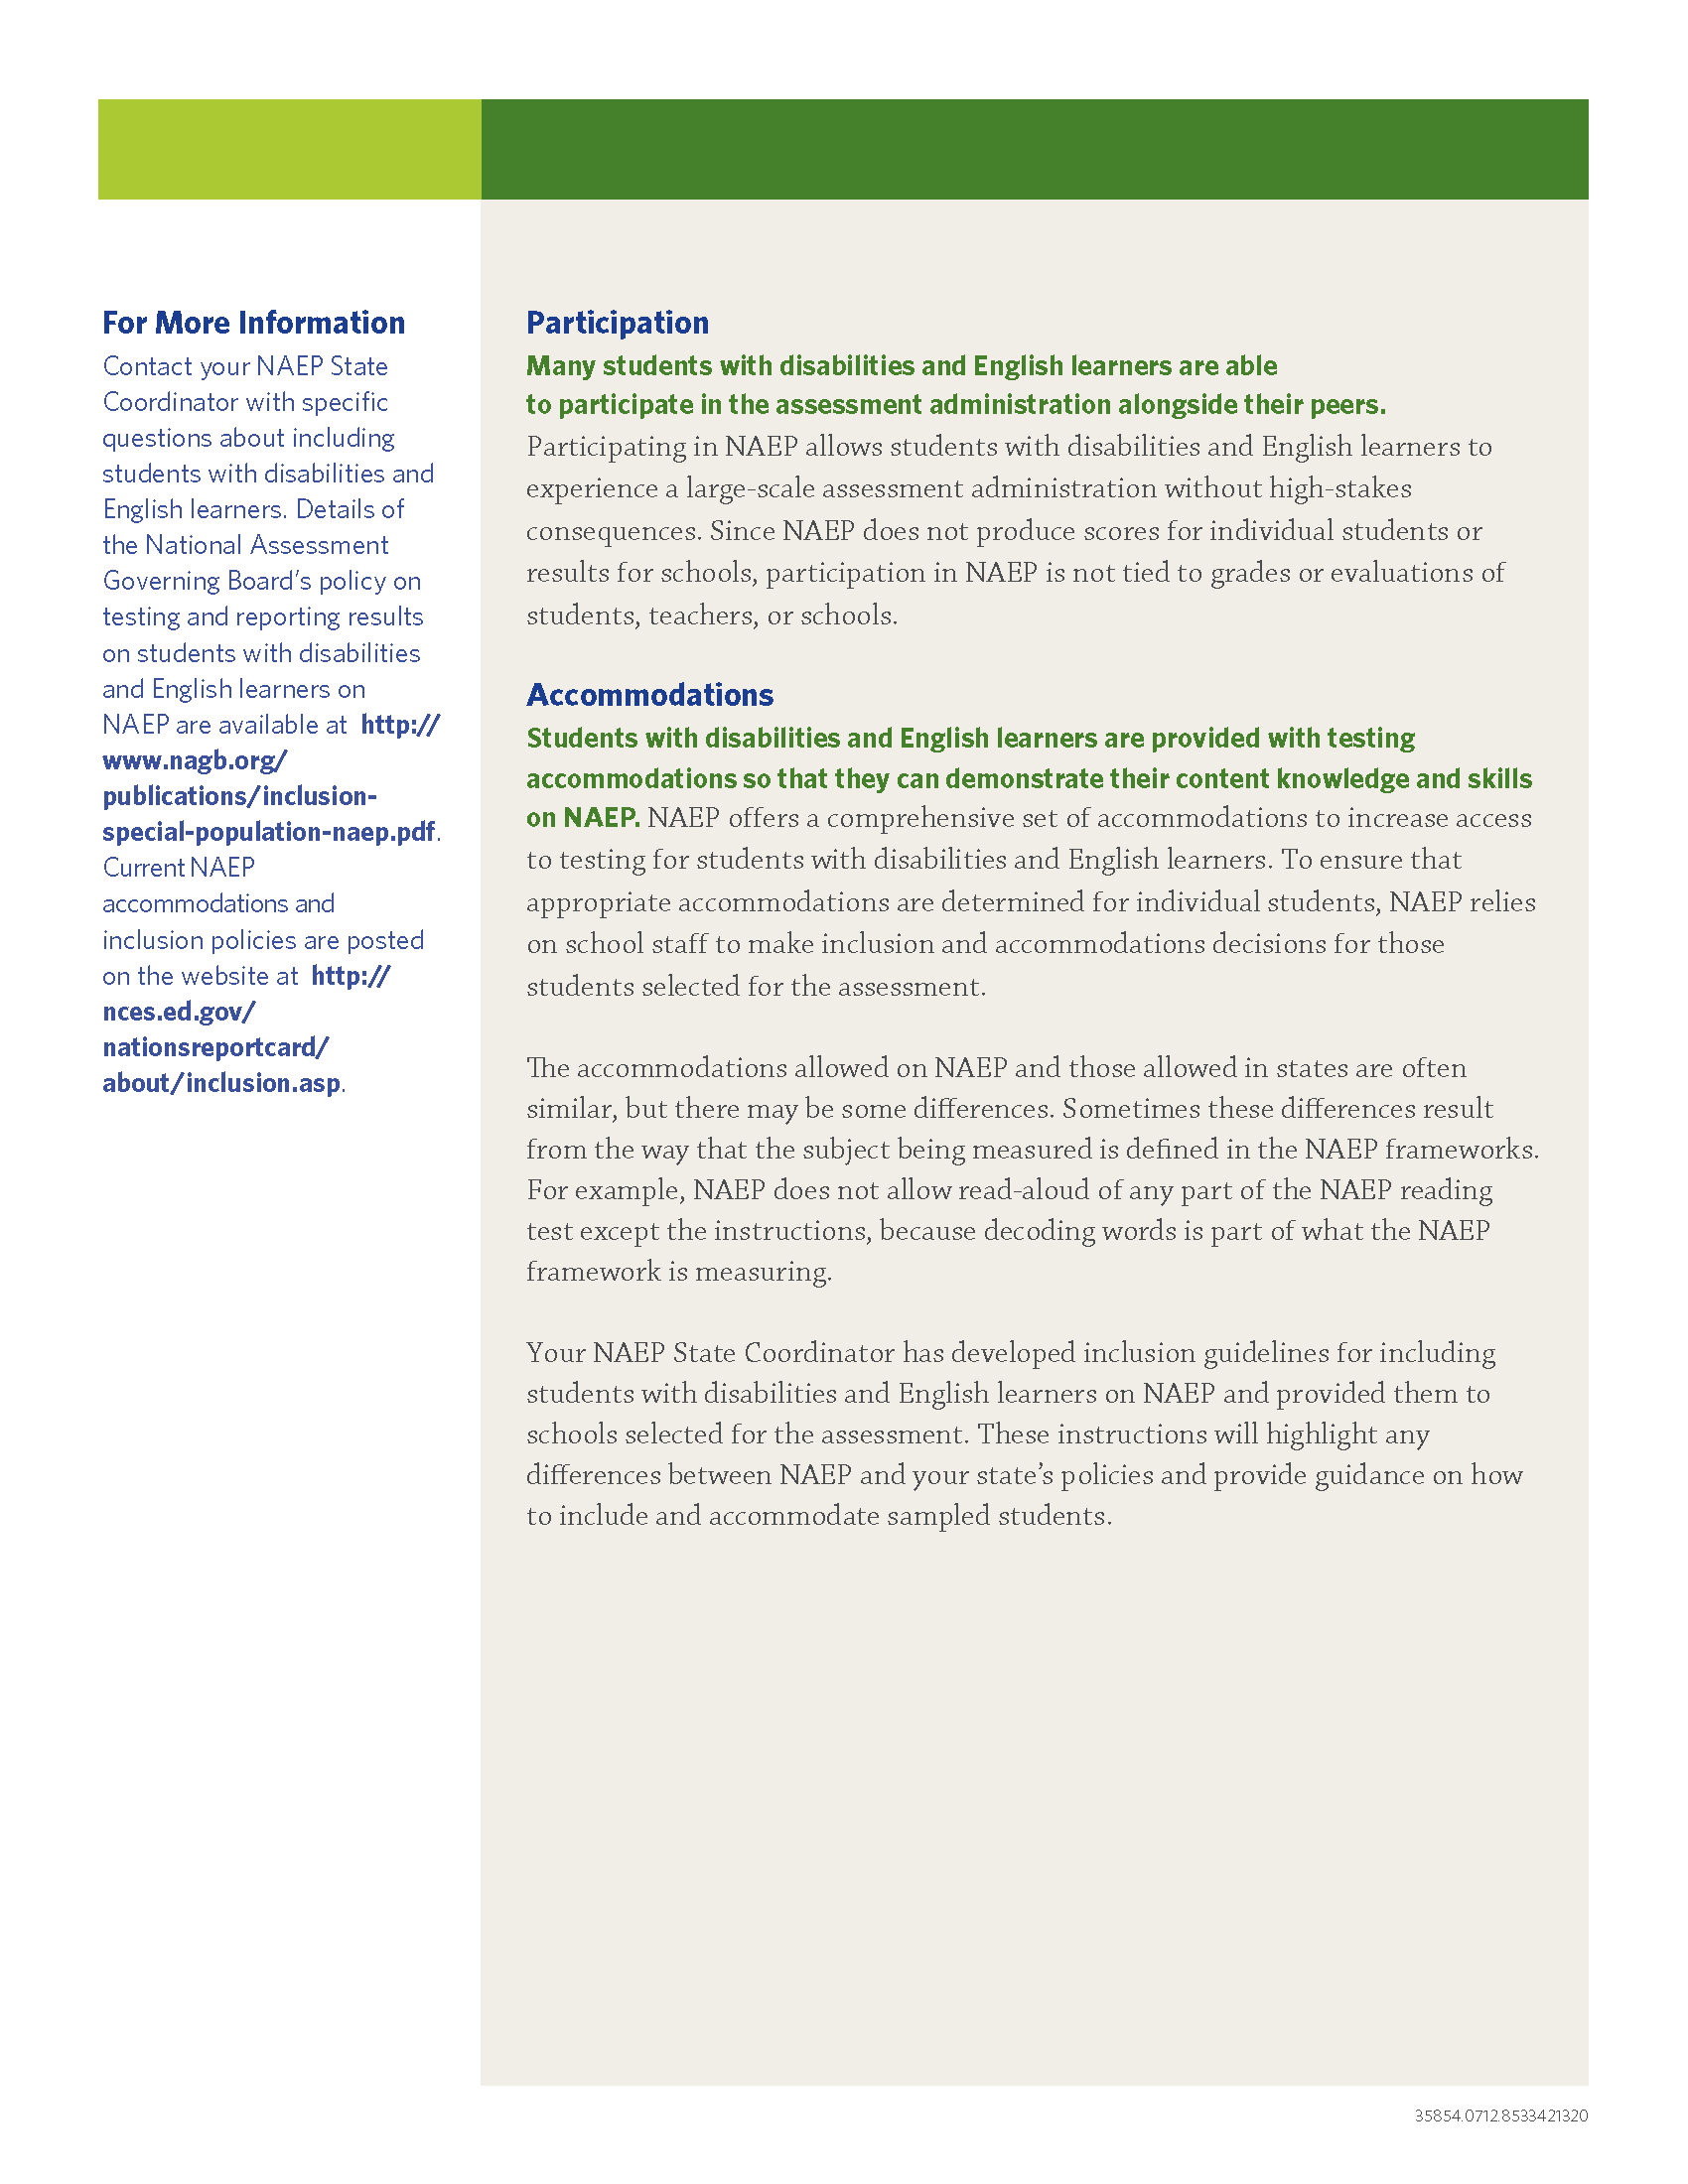 For More Information
Contact your NAEP State
Coordinator with specific
questions about including
students with disabilities and
English learners. Details of
the National Assessment
Governing Board’s policy on
testing and reporting results
on students with disabilities
and English learners on
NAEP are available at http://
www.nagb.org/
publications/inclusion-
special-population-naep.pdf.
Current NAEP
accommodations and
inclusion policies are posted
on the website at http://
nces.ed.gov/
nationsreportcard/
about/inclusion.asp.
Participation
Many students with disabilities and English learners are able
to participate in the assessment administration alongside their peers.
Participating in NAEP allows students with disabilities and English learners to
experience a large-scale assessment administration without high-stakes
consequences. Since NAEP does not produce scores for individual students or
results for schools, participation in NAEP is not tied to grades or evaluations of
students, teachers, or schools.
Accommodations
Students with disabilities and English learners are provided with testing
accommodations so that they can demonstrate their content knowledge and skills
on NAEP. NAEP offers a comprehensive set of accommodations to increase access
to testing for students with disabilities and English learners. To ensure that
appropriate accommodations are determined for individual students, NAEP relies
on school staff to make inclusion and accommodations decisions for those
students selected for the assessment.
The accommodations allowed on NAEP and those allowed in states are often
similar, but there may be some differences. Sometimes these differences result
from the way that the subject being measured is defined in the NAEP frameworks.
For example, NAEP does not allow read-aloud of any part of the NAEP reading
test except the instructions, because decoding words is part of what the NAEP
framework is measuring.
Your NAEP State Coordinator has developed inclusion guidelines for including
students with disabilities and English learners on NAEP and provided them to
schools selected for the assessment. These instructions will highlight any
differences between NAEP and your state’s policies and provide guidance on how
to include and accommodate sampled students.
35854.0712.8533421320